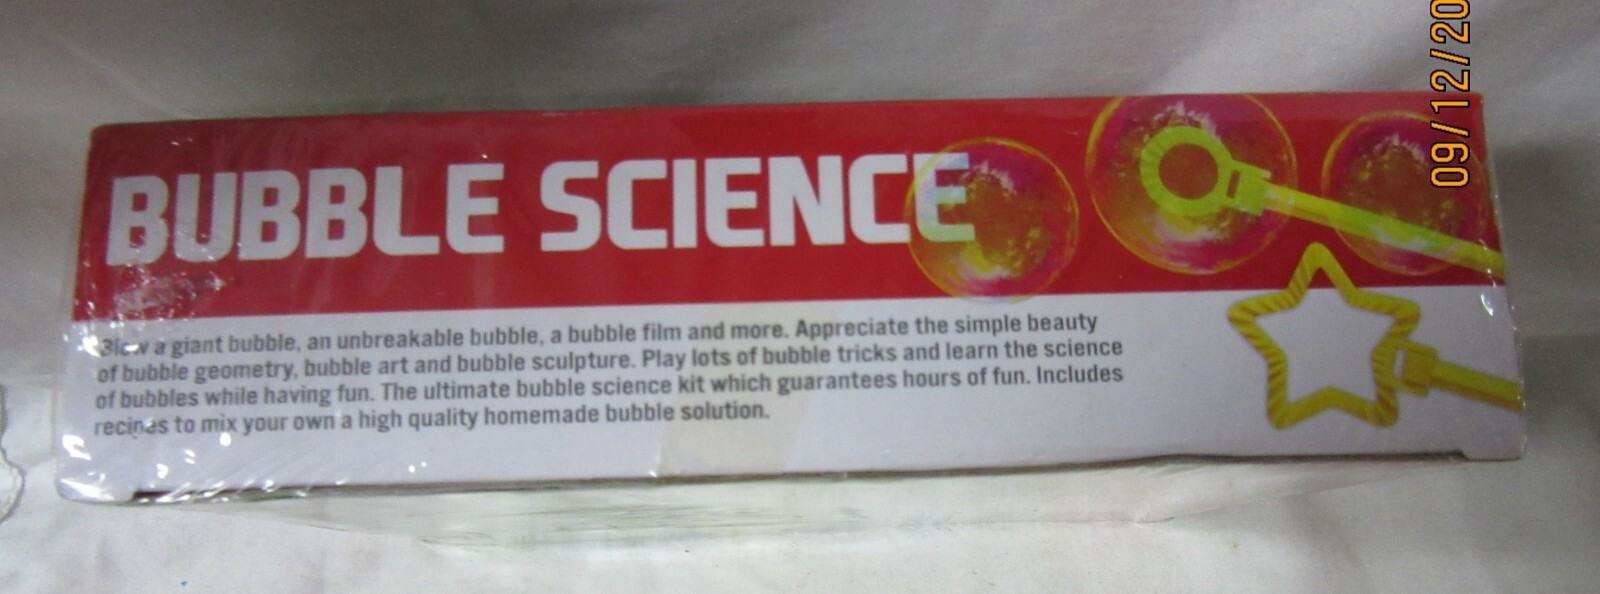 BUBBLE SCIENCE
Blow a giant bubble, an unbreakable bubble, a bubble film and more. Appreciate the simple beauty
of bubble geometry, bubble art and bubble sculpture. Play lots of bubble tricks and learn the science
of bubbles while having fun. The ultimate bubble science kit which guarantees hours of fun. Includes
recipes to mix your own a high quality homemade bubble solution.
09/12/20